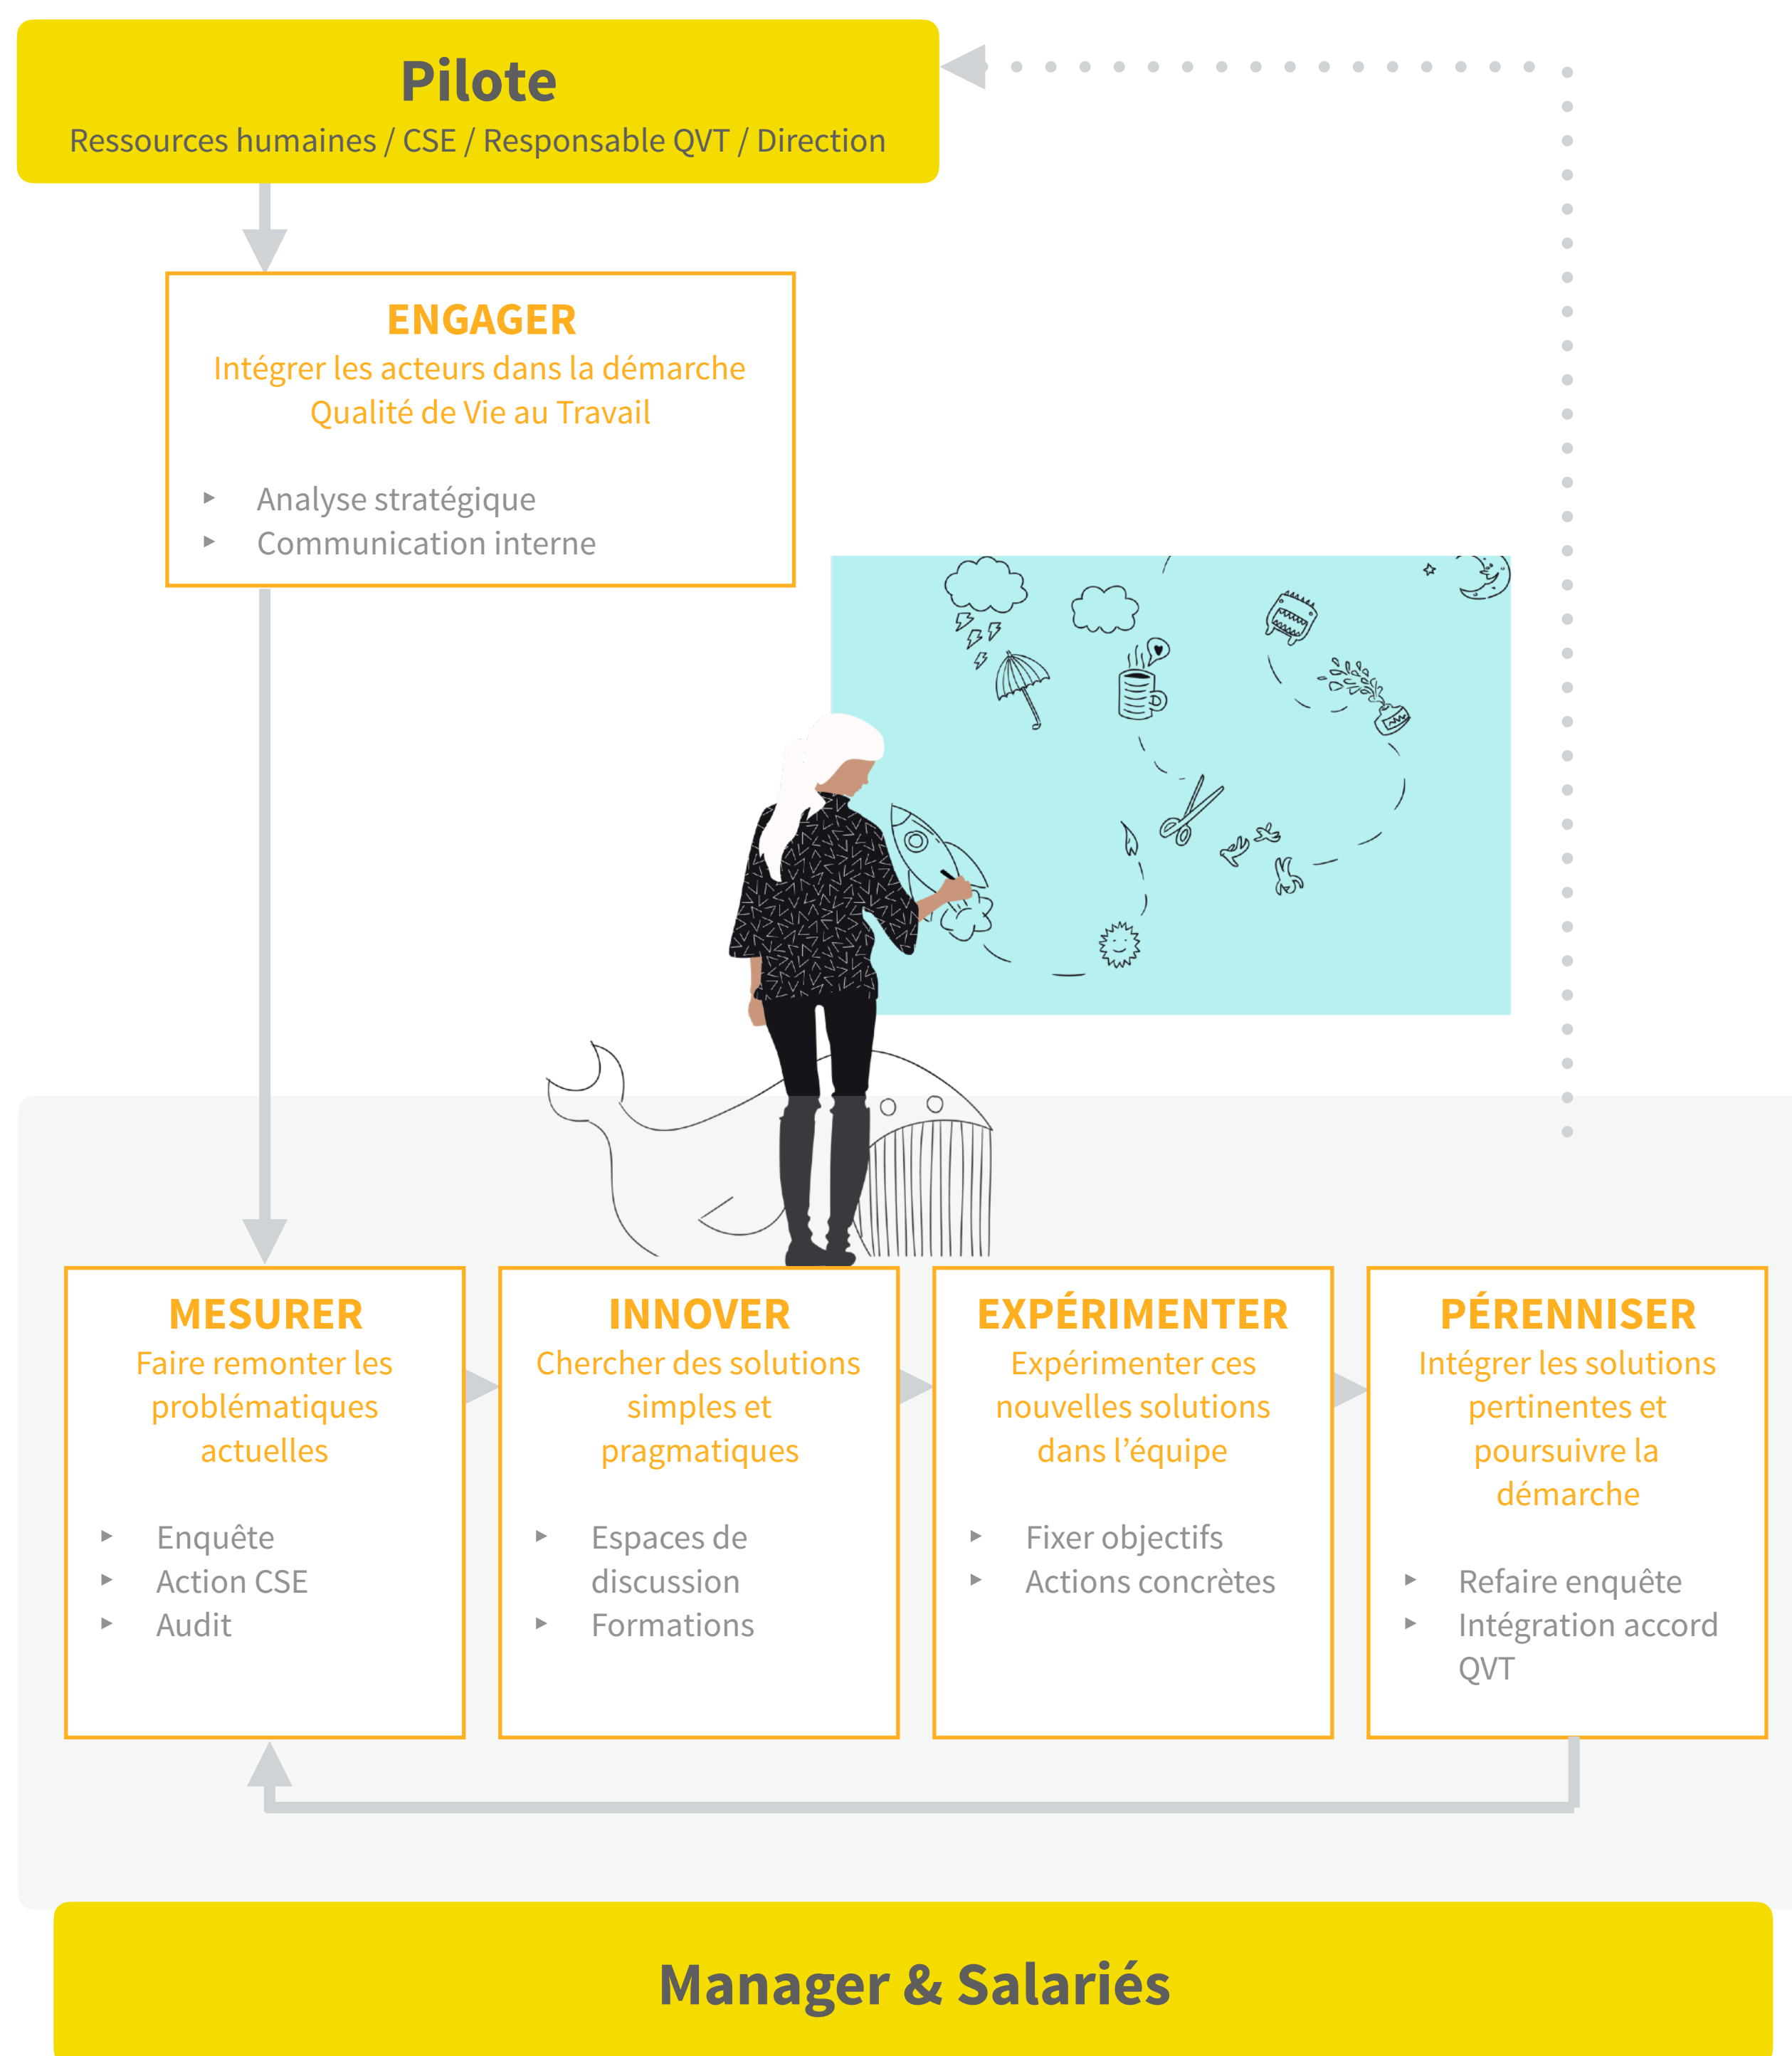 Pilote
Ressources humaines / CSE / Responsable QVT / Direction
ENGAGER
Intégrer les acteurs dans la démarche
Qualité de Vie au Travail
▸ Analyse stratégique
▸ Communication interne
MESURER
Faire remonter les
problématiques
actuelles
▸ Enquête
▸ Action CSE
▸ Audit
INNOVER
Chercher des solutions
simples et
pragmatiques
▸ Espaces de
discussion
▸ Formations
EXPÉRIMENTER
Expérimenter ces
nouvelles solutions
dans l’équipe
▸ Fixer objectifs
▸ Actions concrètes
PÉRENNISER
Intégrer les solutions
pertinentes et
poursuivre la
démarche
▸ Refaire enquête
▸ Intégration accord
QVT
Manager & Salariés